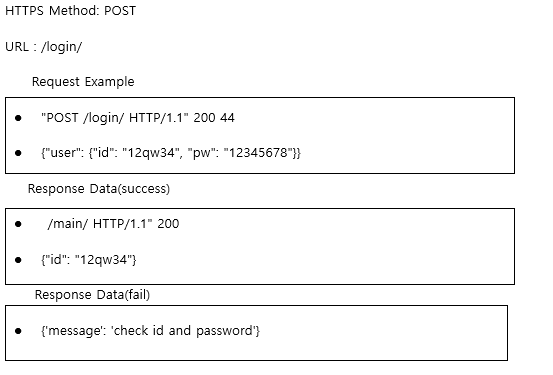 HTTPS Method: POST
URL : /login/
Request Example
● "POST /login/ HTTP/1.1" 200 44
● {"user": {"id": "12qw34", "pw": "12345678"}}
Response Data(success)
● /main/ HTTP/1.1" 200
● {"id": "12qw34"}
Response Data(fail)
● {'message': 'check id and password'}